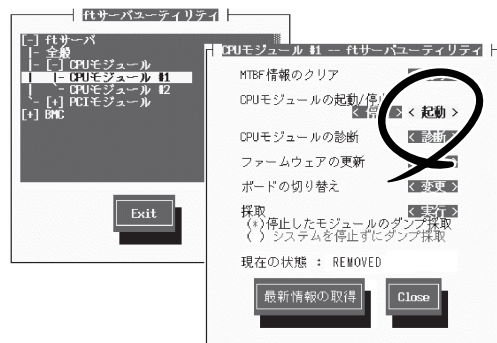 ftサーバユーティリティ
[-] ftサーバ
|- 全般
|- [-] CPUモジュール
| |- CPUモジュール #1
| `- CPUモジュール #2
`- [+] PCIモジュール
[+] BMC
Exit
CPUモジュール #1 -- ftサーバユーティリティ
MTBF情報のクリア
CPUモジュールの起動/停止
< 起動 >
CPUモジュールの診断 < 診断 >
ファームウェアの更新
ボードの切り替え < 変更 >
採取 < 実行 >
(*)停止したモジュールのダンプ採取
( ) システムを停止ずにダンプ採取
現在の状態 : REMOVED
最新情報の取得 Close